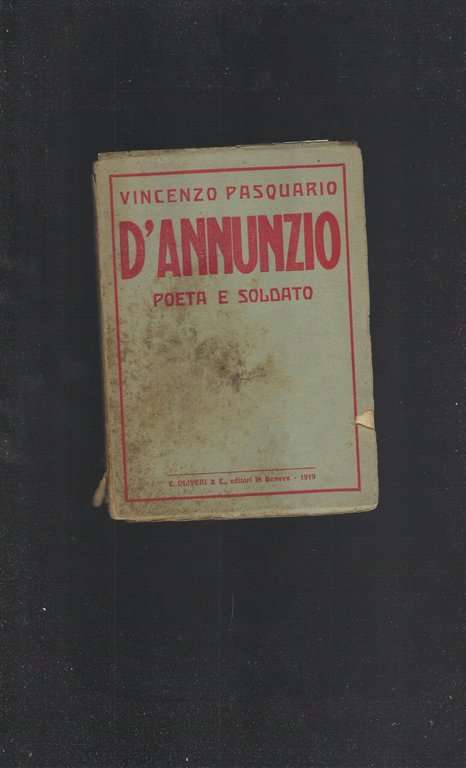 VINCENZO PASQUARIO
D'ANNUNZIO
POETA E SOLDATO
E. OLIVERI & C., editori in Genova - 1919